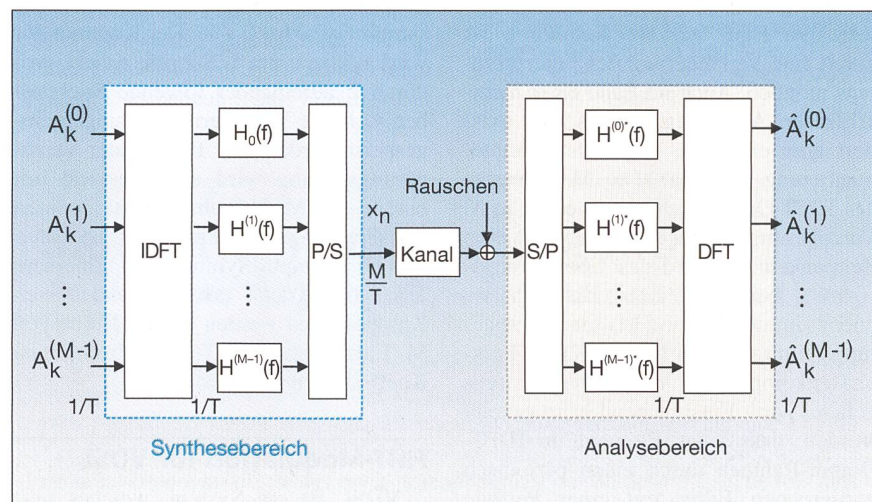 A_k^(0)
H_0(f)
H^(0)*(f)
Â_k^(0)
Rauschen
A_k^(1)
IDFT
H^(1)(f)
P/S
x_n
Kanal
S/P
H^(1)*(f)
DFT
Â_k^(1)
M/T
⋮
⋮
⋮
⋮
A_k^(M-1)
H^(M-1)(f)
H^(M-1)*(f)
Â_k^(M-1)
1/T
1/T
1/T
1/T
Synthesebereich
Analysebereich